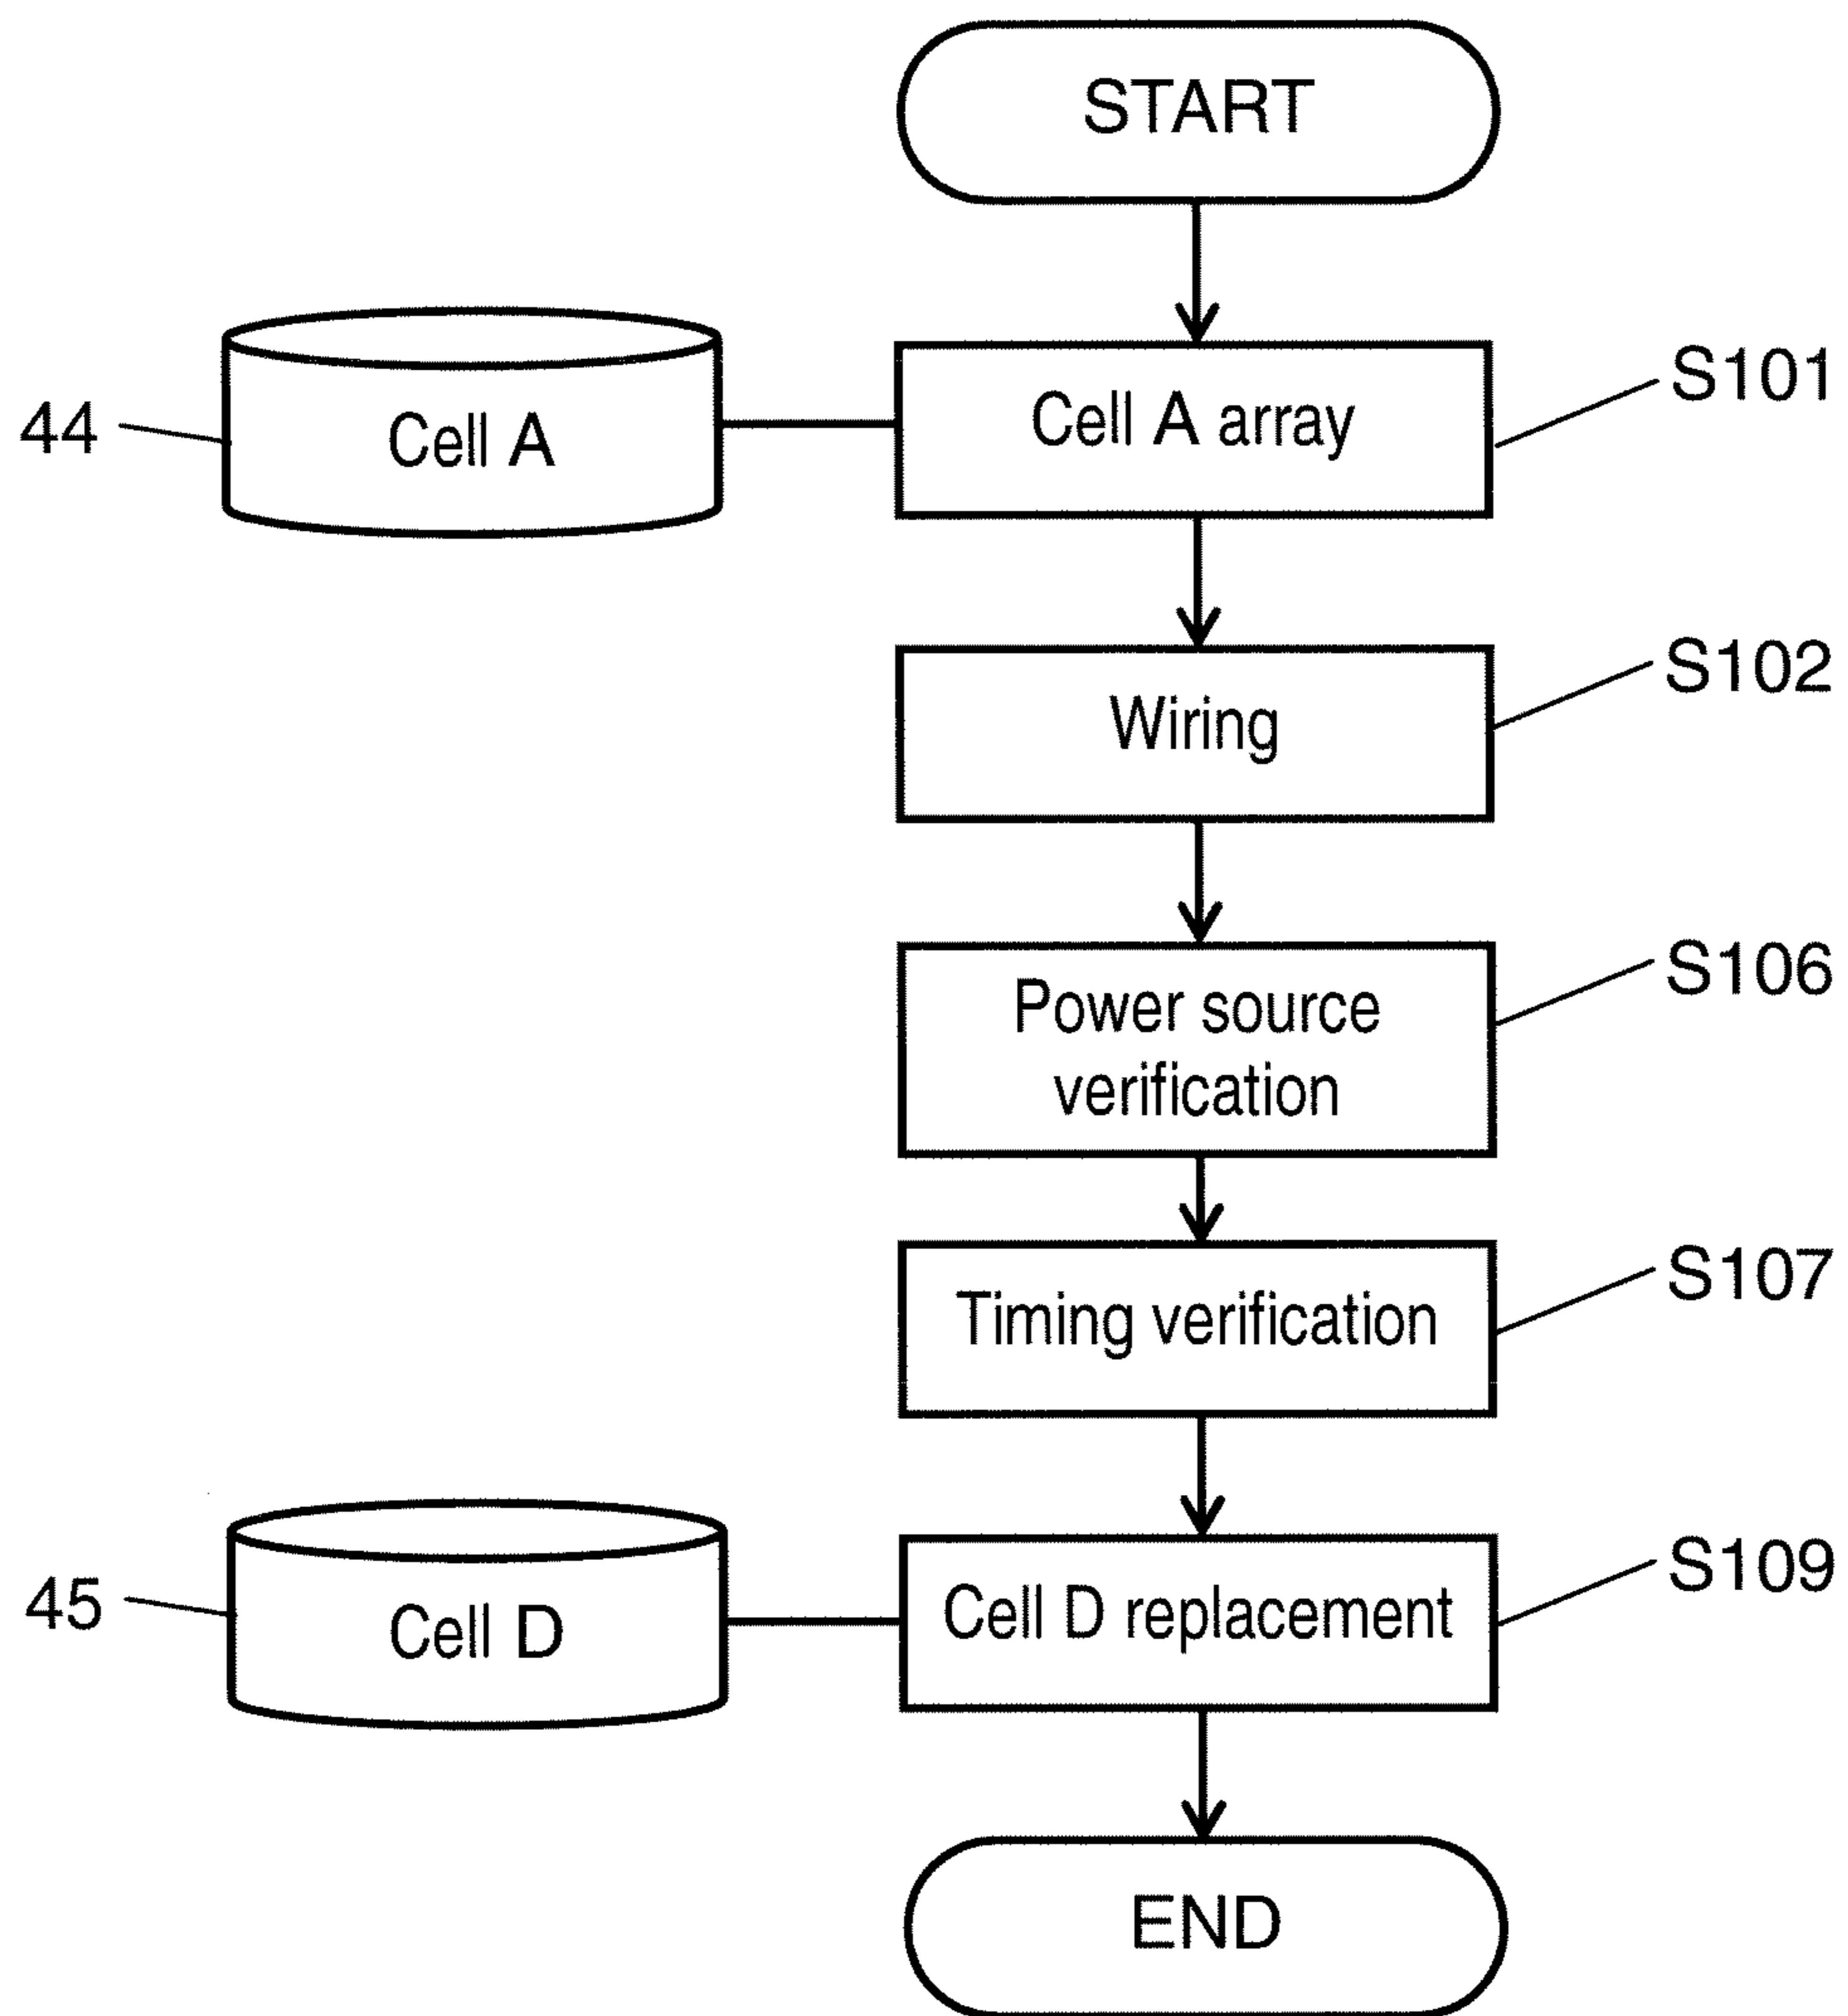 START
44
Cell A
Cell A array
S101
Wiring
S102
Power source
verification
S106
Timing verification
S107
45
Cell D
Cell D replacement
S109
END